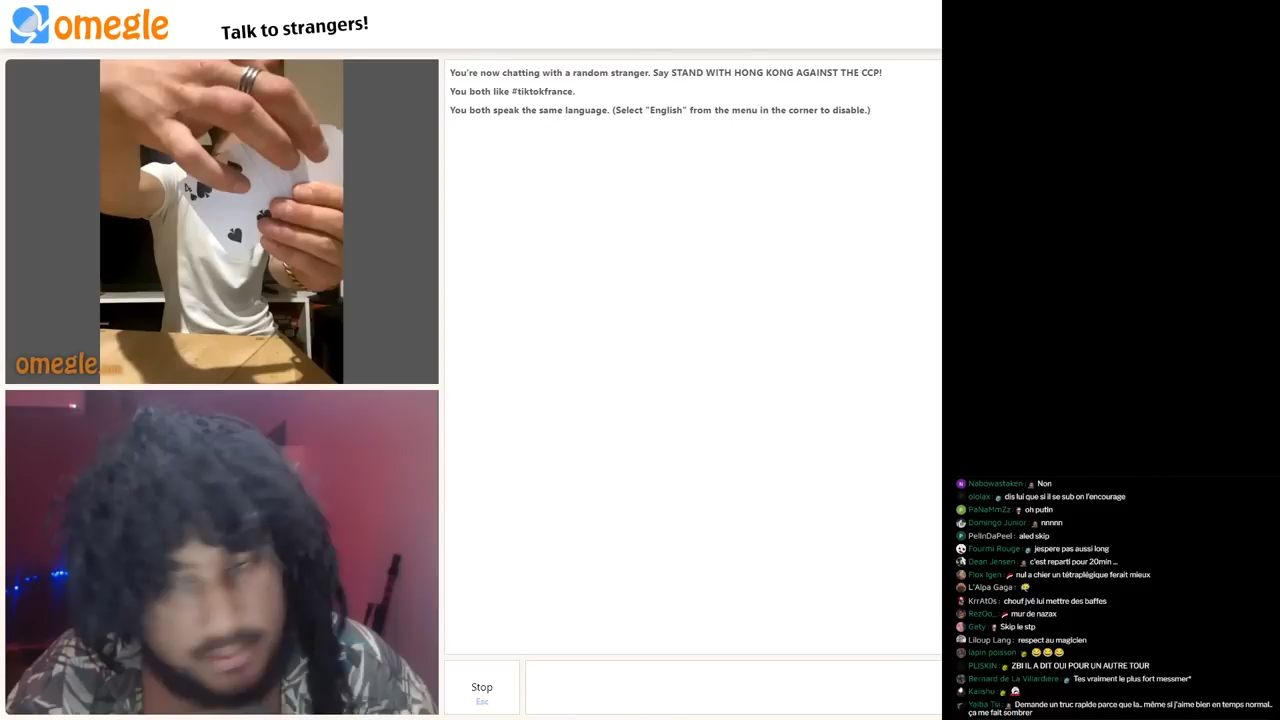 omegle
Talk to strangers!
You're now chatting with a random stranger. Say STAND WITH HONG KONG AGAINST THE CCP!
You both like #tiktokfrance.
You both speak the same language. (Select "English" from the menu in the corner to disable.)
omegle
Stop
Esc
Nabowastaken : Non
ololax : dis lui que si il se sub on l'encourage
PaNaMmZz : oh putin
Domingo Junior : nnnnn
PelInDaPeel : aled skip
Fourmi Rouge : jespere pas aussi long
Dean Jensen : c'est reparti pour 20min ...
Flox Igen : nul a chier un tétraplégique ferait mieux
L'Alpa Gaga :
KrrAt0s : chouf jvé lui mettre des baffes
RezOo_ : mur de nazax
Gety : Skip le stp
Liloup Lang : respect au magicien
lapin poisson : 😂😂😂
PLISKIN : ZBI IL A DIT OUI POUR UN AUTRE TOUR
Bernard de La Villardière : Tes vraiment le plus fort messmer*
Kaiishu :
Yaiba Tsi : Demande un truc rapide parce que la.. même si j'aime bien en temps normal..
ça me fait sombrer